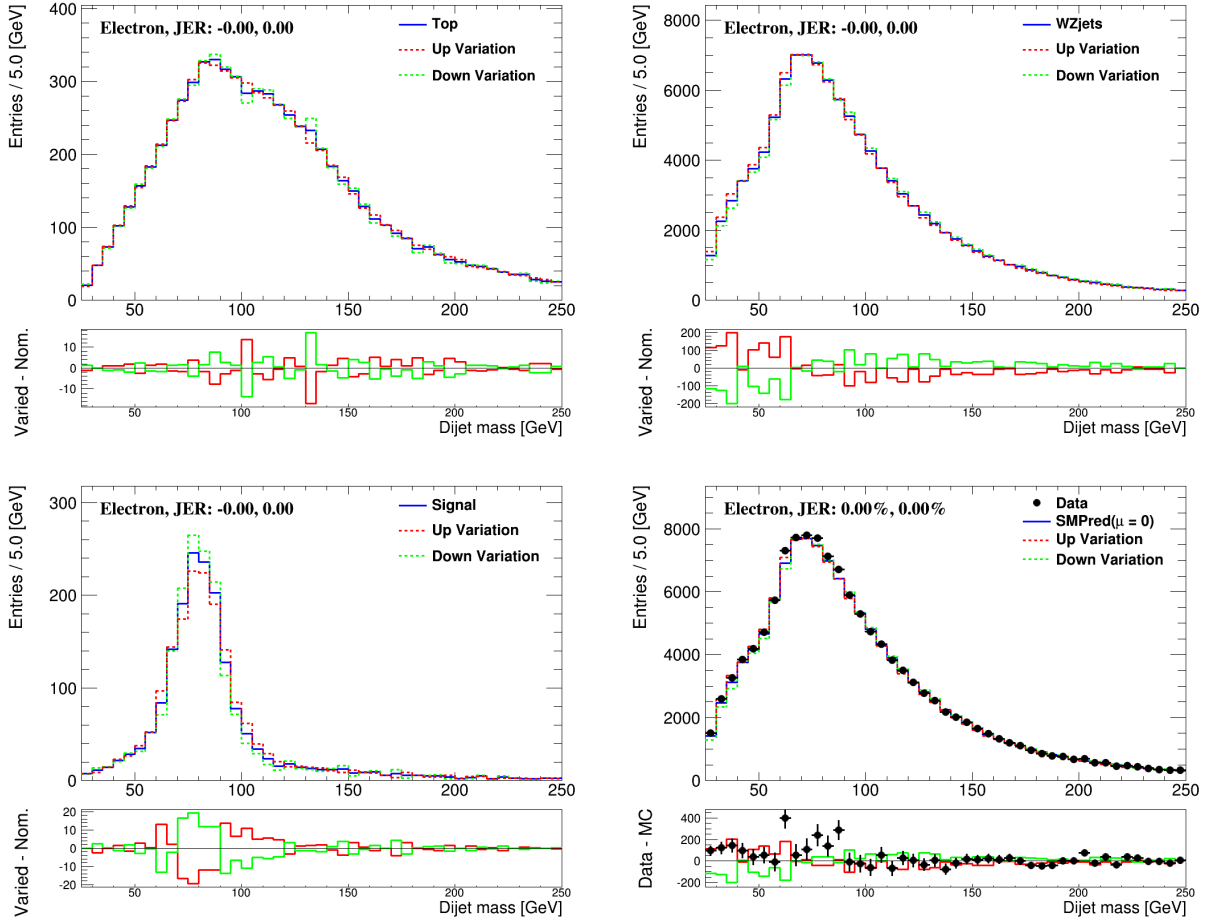 Electron, JER: -0.00, 0.00
Top
Up Variation
Down Variation
Entries / 5.0 [GeV]
400
300
200
100
0
50
100
150
200
250
Varied - Nom.
10
0
-10
50
100
150
200
250
Dijet mass [GeV]
Electron, JER: -0.00, 0.00
WZjets
Up Variation
Down Variation
Entries / 5.0 [GeV]
8000
6000
4000
2000
0
50
100
150
200
250
Varied - Nom.
200
100
0
-100
-200
50
100
150
200
250
Dijet mass [GeV]
Electron, JER: -0.00, 0.00
Signal
Up Variation
Down Variation
Entries / 5.0 [GeV]
300
200
100
0
50
100
150
200
250
Varied - Nom.
20
10
0
-10
-20
50
100
150
200
250
Dijet mass [GeV]
Electron, JER: 0.00%, 0.00%
Data
SMPred(μ = 0)
Up Variation
Down Variation
Entries / 5.0 [GeV]
8000
6000
4000
2000
0
50
100
150
200
250
Data - MC
400
200
0
-200
50
100
150
200
250
Dijet mass [GeV]